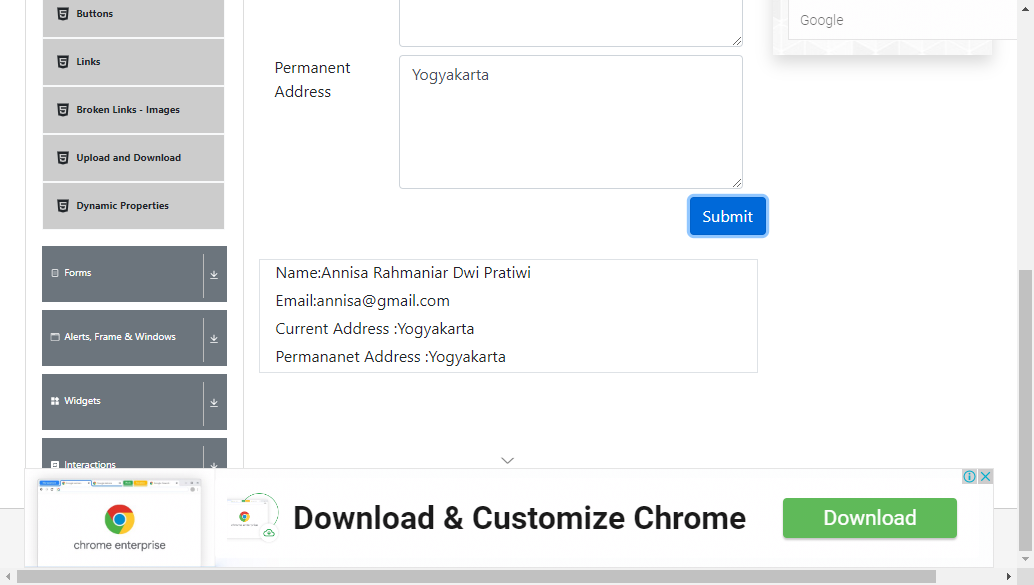 Buttons
Links
Broken Links - Images
Upload and Download
Dynamic Properties
Forms
Alerts, Frame & Windows
Widgets
Interactions
Permanent
Address
Yogyakarta
Submit
Name:Annisa Rahmaniar Dwi Pratiwi
Email:annisa@gmail.com
Current Address :Yogyakarta
Permananet Address :Yogyakarta
Google
chrome enterprise
Download & Customize Chrome
Download